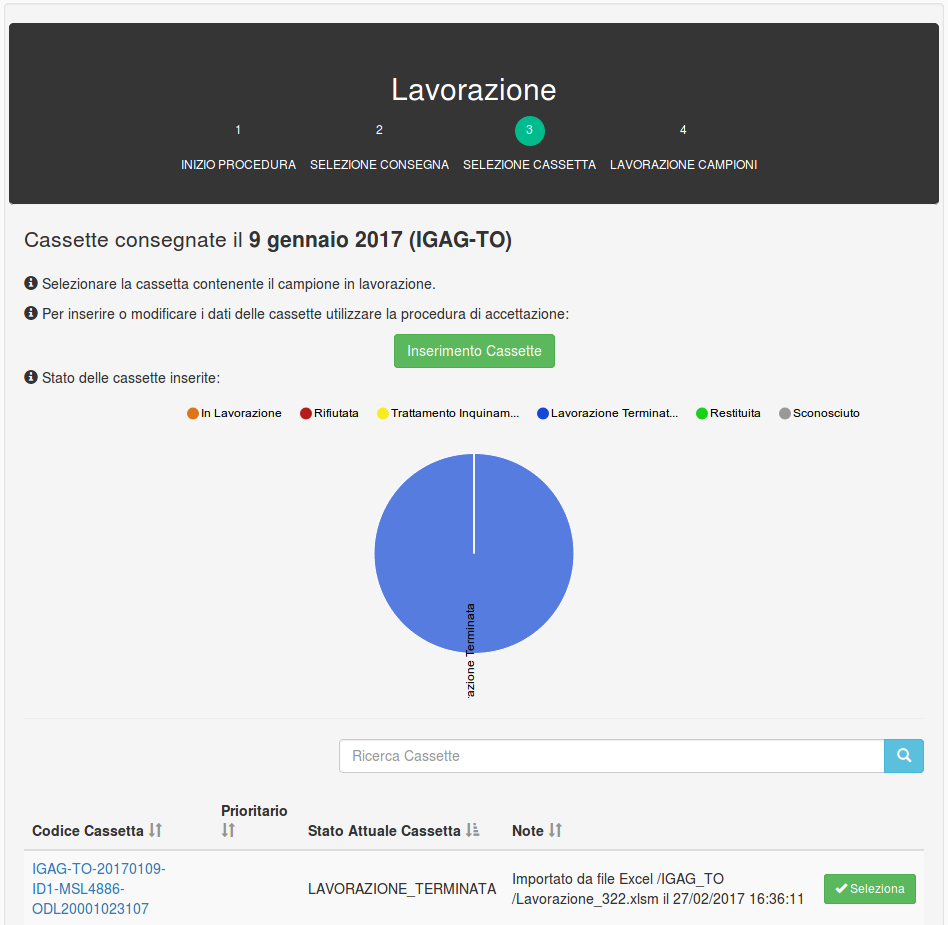 Lavorazione
1 2 3 4
INIZIO PROCEDURA SELEZIONE CONSEGNA SELEZIONE CASSETTA LAVORAZIONE CAMPIONI
Cassette consegnate il 9 gennaio 2017 (IGAG-TO)
Selezionare la cassetta contenente il campione in lavorazione.
Per inserire o modificare i dati delle cassette utilizzare la procedura di accettazione:
Inserimento Cassette
Stato delle cassette inserite:
In Lavorazione Rifiutata Trattamento Inquinam... Lavorazione Terminat... Restituita Sconosciuto
azione Terminata
Ricerca Cassette
Codice Cassetta Prioritario Stato Attuale Cassetta Note
IGAG-TO-20170109-
ID1-MSL4886-
ODL20001023107
LAVORAZIONE_TERMINATA
Importato da file Excel /IGAG_TO
/Lavorazione_322.xlsm il 27/02/2017 16:36:11
Seleziona